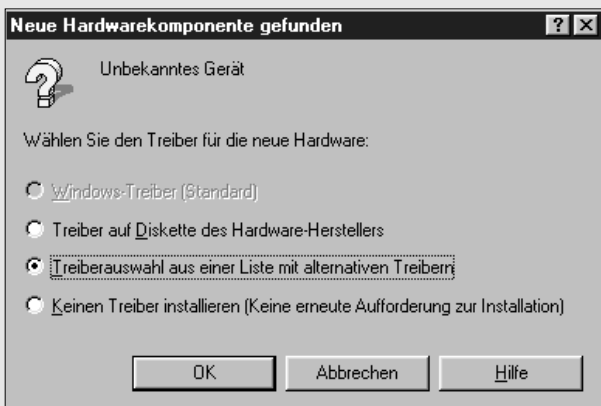 Neue Hardwarekomponente gefunden
Unbekanntes Gerät
Wählen Sie den Treiber für die neue Hardware:
Windows-Treiber (Standard)
Treiber auf Diskette des Hardware-Herstellers
Treiberauswahl aus einer Liste mit alternativen Treibern
Keinen Treiber installieren (Keine erneute Aufforderung zur Installation)
OK Abbrechen Hilfe